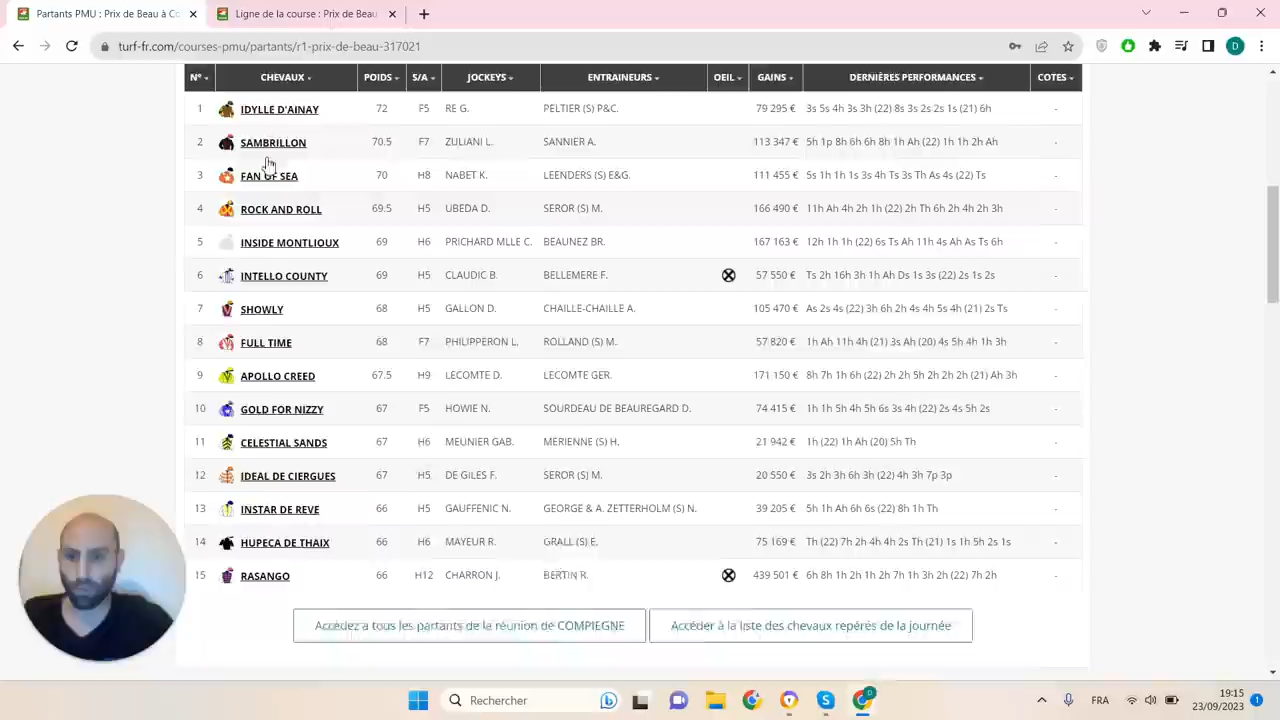 Partants PMU : Prix de Beau à Co
Ligne de la course : Prix de Beau
turf-fr.com/courses-pmu/partants/r1-prix-de-beau-317021
N° CHEVAUX POIDS S/A JOCKEYS ENTRAINEURS OEIL GAINS DERNIÈRES PERFORMANCES COTES
1 IDYLLE D'AINAY 72 F5 RE G. PELTIER (S) P&C. 79 295 € 3s 5s 4h 3s 3h (22) 8s 3s 2s 2s 1s (21) 6h -
2 SAMBRILLON 70.5 F7 ZULIANI L. SANNIER A. 113 347 € 5h 1p 8h 6h 6h 8h 1h Ah (22) 1h 1h 2h Ah -
3 FAN OF SEA 70 H8 NABET K. LEENDERS (S) E&G. 111 455 € 5s 1h 1h 1s 3s 4h Ts 3s Th As 4s (22) Ts -
4 ROCK AND ROLL 69.5 H5 UBEDA D. SEROR (S) M. 166 490 € 11h Ah 4h 2h 1h (22) 2h Th 6h 2h 4h 2h 3h -
5 INSIDE MONTLIOUX 69 H6 PRICHARD MLLE C. BEAUNEZ BR. 167 163 € 12h 1h 1h (22) 6s Ts Ah 11h 4s Ah As Ts 6h -
6 INTELLO COUNTY 69 H5 CLAUDIC B. BELLEMERE F. 57 550 € Ts 2h 16h 3h 1h Ah Ds 1s 3s (22) 2s 1s 2s -
7 SHOWLY 68 H5 GALLON D. CHAILLE-CHAILLE A. 105 470 € As 2s 4s (22) 3h 6h 2h 4s 4h 5s 4h (21) 2s Ts -
8 FULL TIME 68 F7 PHILIPPERON L. ROLLAND (S) M. 57 820 € 1h Ah 11h 4h (21) 3s Ah (20) 4s 5h 4h 1h 3h -
9 APOLLO CREED 67.5 H9 LECOMTE D. LECOMTE GER. 171 150 € 8h 7h 1h 6h (22) 2h 2h 5h 2h 2h 2h (21) Ah 3h -
10 GOLD FOR NIZZY 67 F5 HOWIE N. SOURDEAU DE BEAUREGARD D. 74 415 € 1h 1h 5h 4h 5h 6s 3s 4h (22) 2s 4s 5h 2s -
11 CELESTIAL SANDS 67 H6 MEUNIER GAB. MERIENNE (S) H. 21 942 € 1h (22) 1h Ah (20) 5h Th -
12 IDEAL DE CIERGUES 67 H5 DE GILES F. SEROR (S) M. 20 550 € 3s 2h 3h 6h 3h (22) 4h 3h 7p 3p -
13 INSTAR DE REVE 66 H5 GAUFFENIC N. GEORGE & A. ZETTERHOLM (S) N. 39 205 € 5h 1h Ah 6h 6s (22) 8h 1h Th -
14 HUPECA DE THAIX 66 H6 MAYEUR R. GRALL (S) E. 75 169 € Th (22) 7h 2h 4h 4h 2s Th (21) 1s 1h 5h 2s 1s -
15 RASANGO 66 H12 CHARRON J. BERTIN R. 439 501 € 6h 8h 1h 2h 1h 2h 7h 1h 3h 2h (22) 7h 2h -
Accédez a tous les partants de la réunion de COMPIEGNE
Accéder à la liste des chevaux repérés de la journée
Rechercher
FRA
19:15
23/09/2023